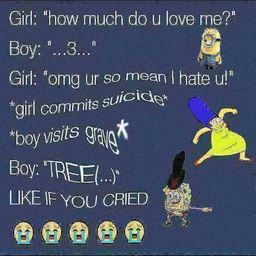 Girl: "how much do u love me?"
Boy: "...3..."
Girl: "omg ur so mean I hate u!"
*girl commits suicide*
*boy visits grave*
Boy: "TREE(...)"
LIKE IF YOU CRIED